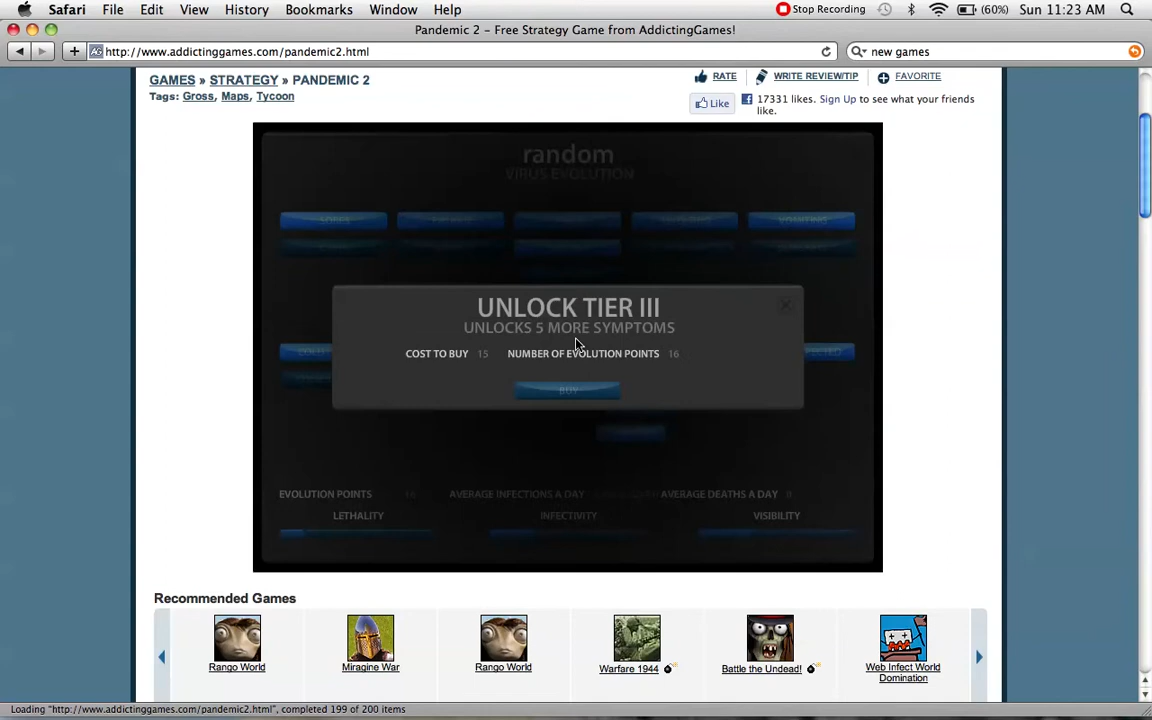 Safari File Edit View History Bookmarks Window Help Stop Recording (60%) Sun 11:23 AM
Pandemic 2 – Free Strategy Game from AddictingGames!
http://www.addictinggames.com/pandemic2.html new games
GAMES » STRATEGY » PANDEMIC 2 RATE WRITE REVIEW/TIP FAVORITE
Tags: Gross, Maps, Tycoon
Like 17331 likes. Sign Up to see what your friends
like.
random
VIRUS EVOLUTION
UNLOCK TIER III
UNLOCKS 5 MORE SYMPTOMS
COST TO BUY 15 NUMBER OF EVOLUTION POINTS 16
BUY
EVOLUTION POINTS 16 AVERAGE INFECTIONS A DAY AVERAGE DEATHS A DAY
LETHALITY INFECTIVITY VISIBILITY
Recommended Games
Rango World Miragine War Rango World Warfare 1944 Battle the Undead! Web Infect World
Domination
Loading "http://www.addictinggames.com/pandemic2.html", completed 199 of 200 items